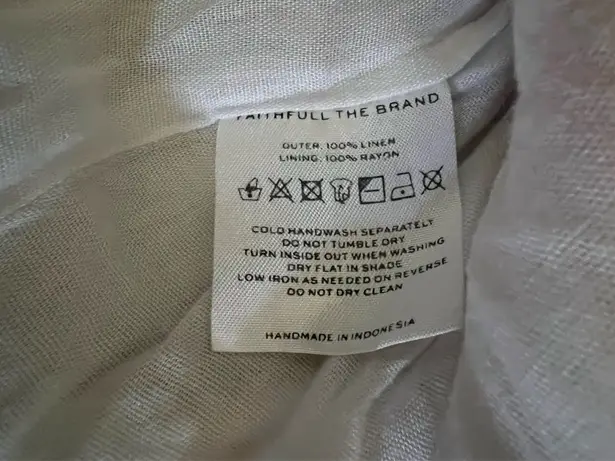 FAITHFULL THE BRAND
OUTER: 100% LINEN
LINING: 100% RAYON
COLD HANDWASH SEPARATELY
DO NOT TUMBLE DRY
TURN INSIDE OUT WHEN WASHING
DRY FLAT IN SHADE
LOW IRON AS NEEDED ON REVERSE
DO NOT DRY CLEAN
HANDMADE IN INDONESIA